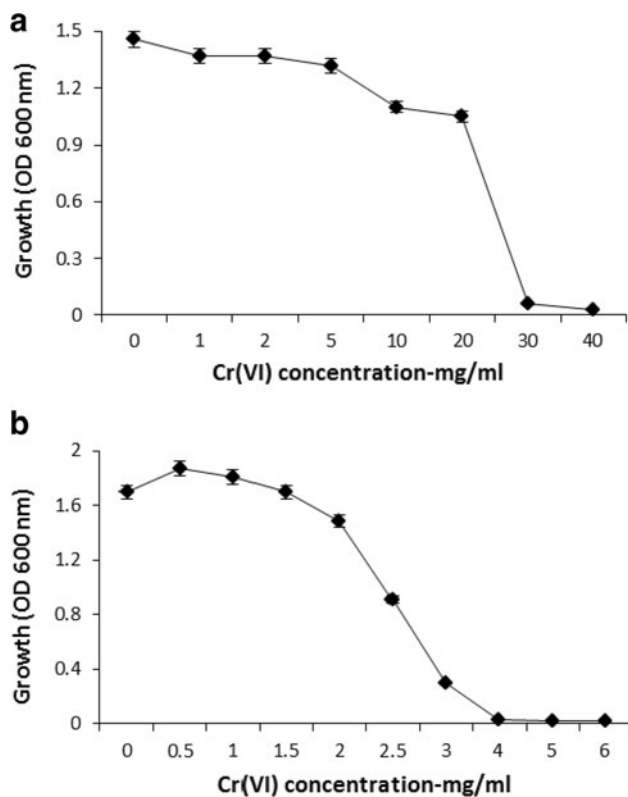 a
1.5
1.2
0.9
0.6
0.3
0
Growth (OD 600 nm)
0 1 2 5 10 20 30 40
Cr(VI) concentration-mg/ml
b
2
1.6
1.2
0.8
0.4
0
Growth (OD 600 nm)
0 0.5 1 1.5 2 2.5 3 4 5 6
Cr(VI) concentration-mg/ml